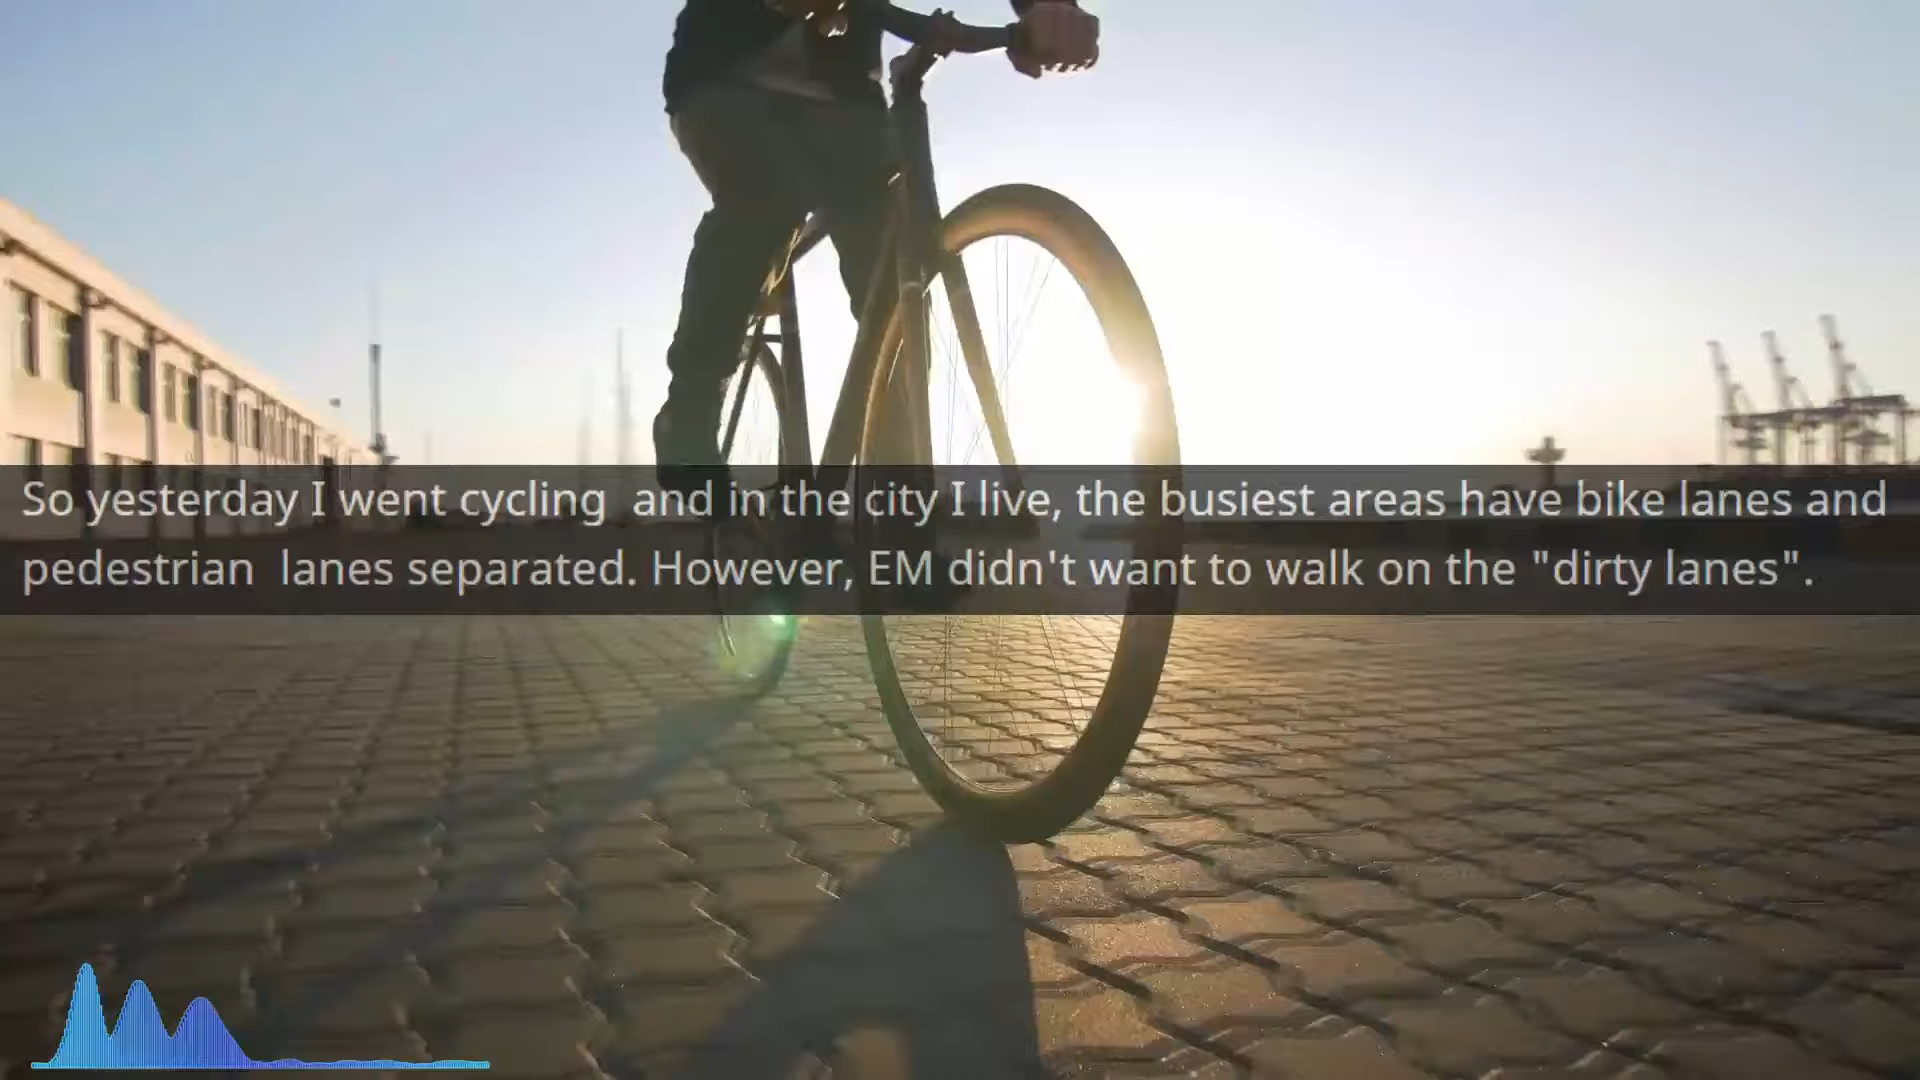 So yesterday I went cycling  and in the city I live, the busiest areas have bike lanes and
pedestrian  lanes separated. However, EM didn't want to walk on the "dirty lanes".